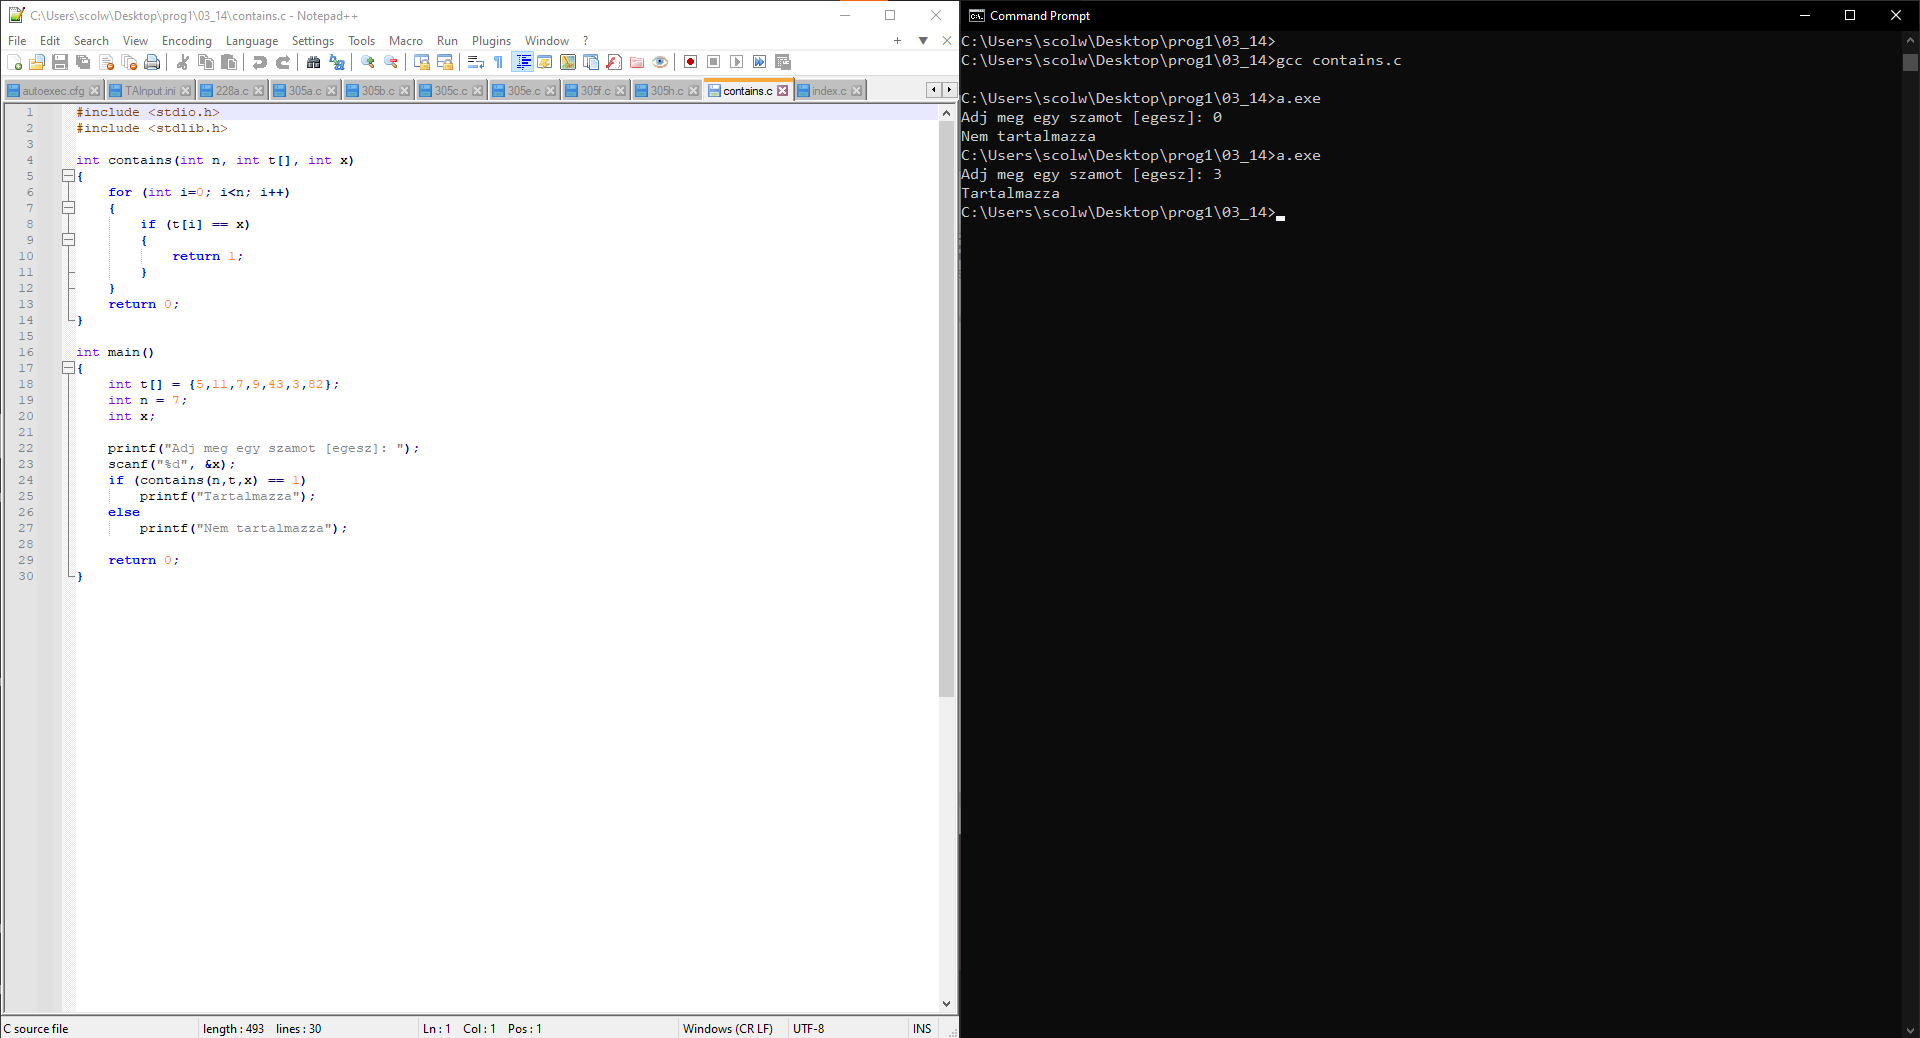 C:\Users\scolw\Desktop\prog1\03_14\contains.c - Notepad++
File Edit Search View Encoding Language Settings Tools Macro Run Plugins Window ?
autoexec.cfg TAInput.ini 228a.c 305a.c 305b.c 305c.c 305e.c 305f.c 305h.c contains.c index.c
1 #include <stdio.h>
2 #include <stdlib.h>
3
4 int contains(int n, int t[], int x)
5 {
6 for (int i=0; i<n; i++)
7 {
8 if (t[i] == x)
9 {
10 return 1;
11 }
12 }
13 return 0;
14 }
15
16 int main()
17 {
18 int t[] = {5,11,7,9,43,3,82};
19 int n = 7;
20 int x;
21
22 printf("Adj meg egy szamot [egesz]: ");
23 scanf("%d", &x);
24 if (contains(n,t,x) == 1)
25 printf("Tartalmazza");
26 else
27 printf("Nem tartalmazza");
28
29 return 0;
30 }
C source file length : 493 lines : 30 Ln : 1 Col : 1 Pos : 1 Windows (CR LF) UTF-8 INS
Command Prompt
C:\Users\scolw\Desktop\prog1\03_14>
C:\Users\scolw\Desktop\prog1\03_14>gcc contains.c
C:\Users\scolw\Desktop\prog1\03_14>a.exe
Adj meg egy szamot [egesz]: 0
Nem tartalmazza
C:\Users\scolw\Desktop\prog1\03_14>a.exe
Adj meg egy szamot [egesz]: 3
Tartalmazza
C:\Users\scolw\Desktop\prog1\03_14>